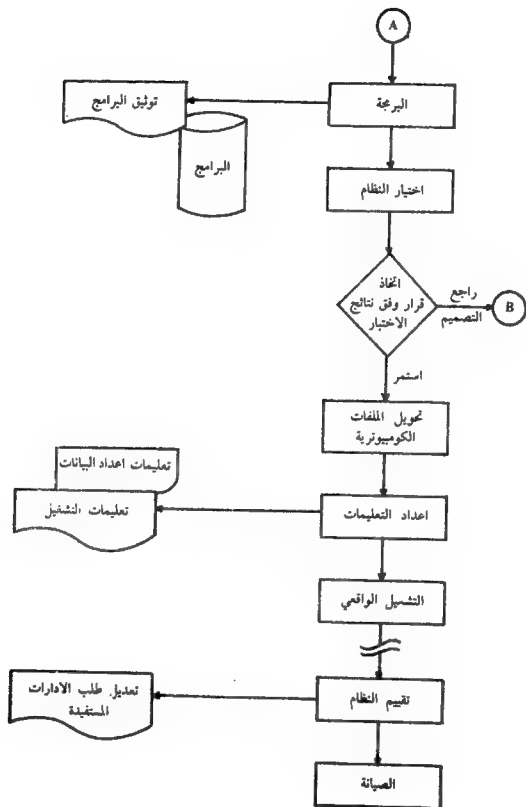 A
البرمجة
توثيق البرامج
البرامج
اختيار النظام
اتخاذ
قرار وفق نتائج
الاختبار
راجع
التصميم
B
استمر
تحويل الملفات
الكومبيوترية
تعليمات اعداد البيانات
تعليمات التشغيل
اعداد التعليمات
التشغيل الواقعي
تقييم النظام
تعديل طلب الادارات
المستفيدة
الصيانة